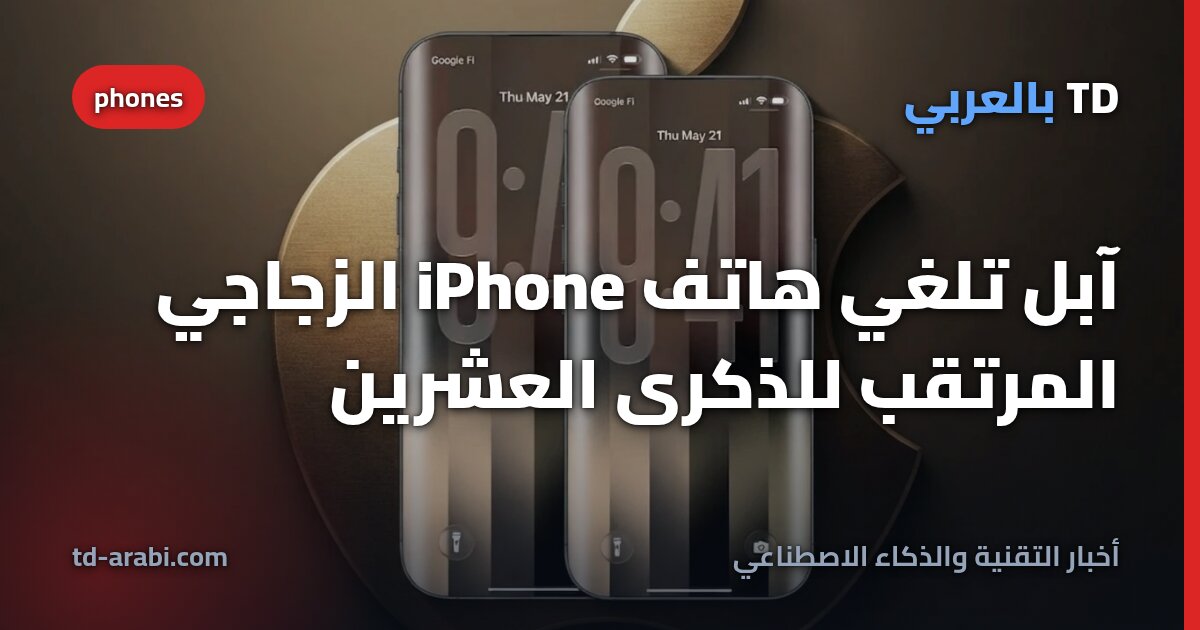 TD بالعربي
phones
Google Fi
Thu May 21
9:4
Google Fi
Thu May 21
9:41
آبل تلغي هاتف iPhone الزجاجي
المرتقب للذكرى العشرين
أخبار التقنية والذكاء الاصطناعي
td-arabi.com